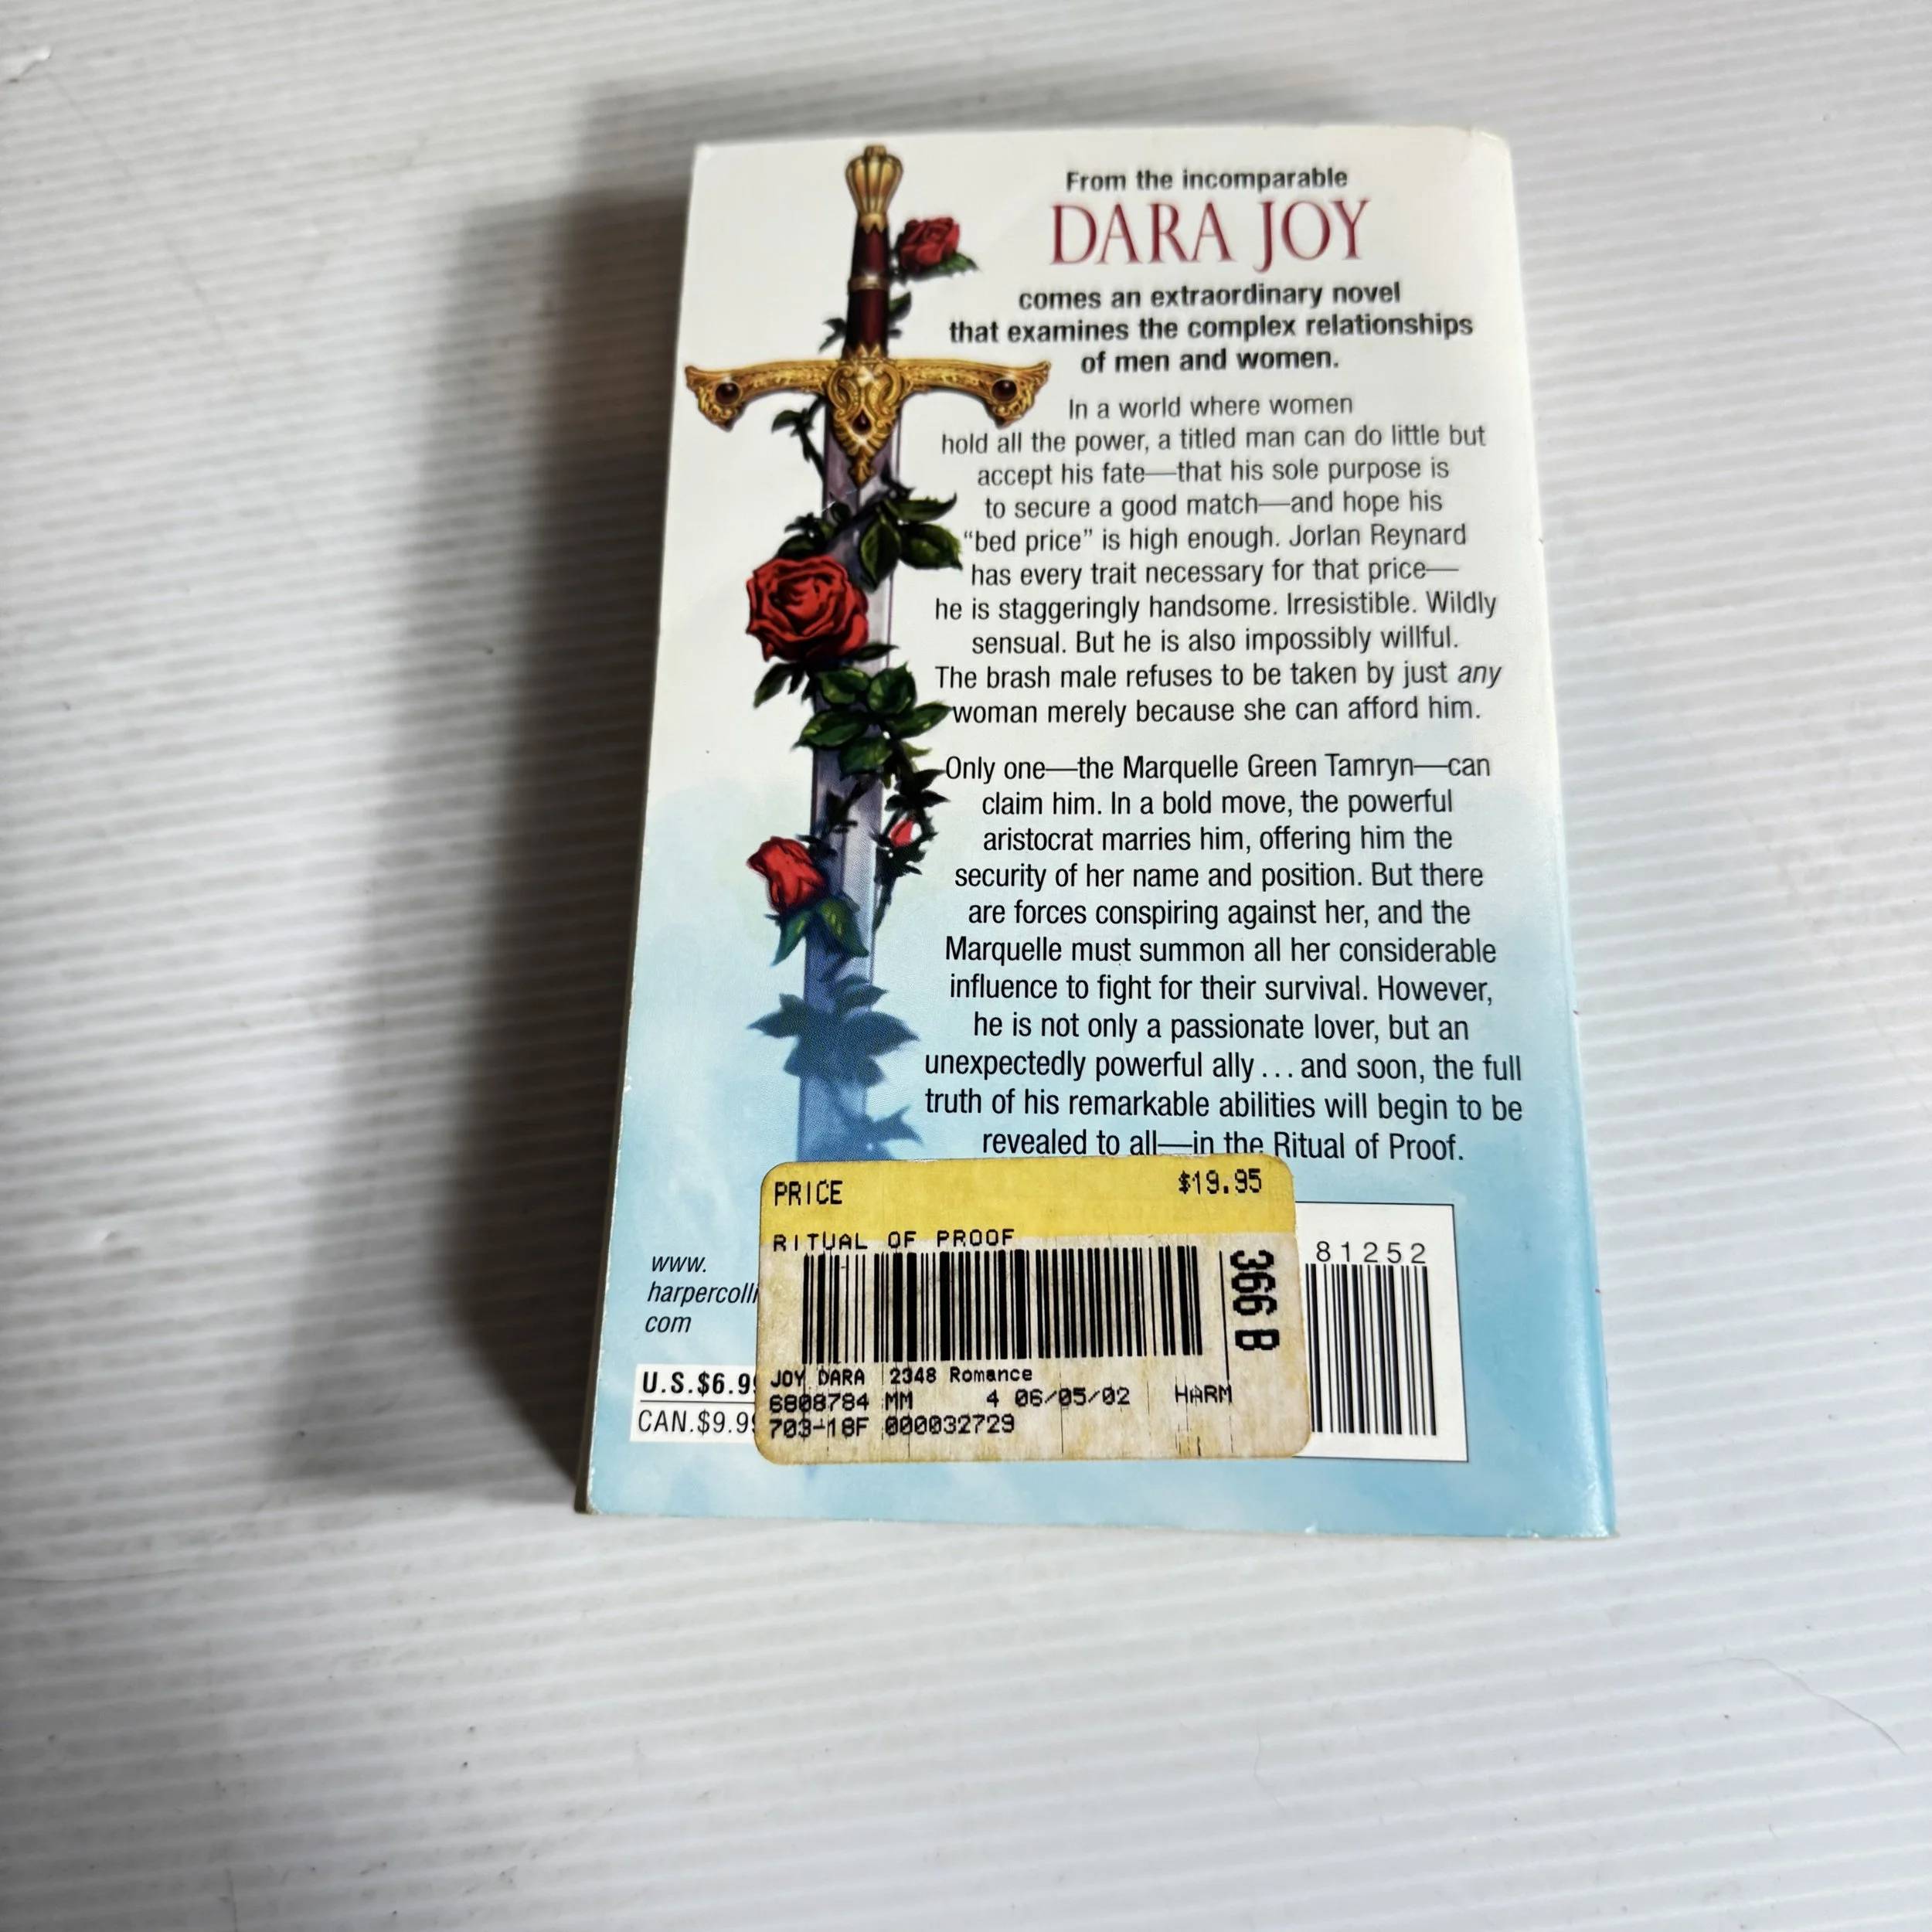 From the incomparable
DARA JOY
comes an extraordinary novel
that examines the complex relationships
of men and women.
In a world where women
hold all the power, a titled man can do little but
accept his fate—that his sole purpose is
to secure a good match—and hope his
“bed price” is high enough. Jorlan Reynard
has every trait necessary for that price—
he is staggeringly handsome. Irresistible. Wildly
sensual. But he is also impossibly willful.
The brash male refuses to be taken by just any
woman merely because she can afford him.
Only one—the Marquelle Green Tamryn—can
claim him. In a bold move, the powerful
aristocrat marries him, offering him the
security of her name and position. But there
are forces conspiring against her, and the
Marquelle must summon all her considerable
influence to fight for their survival. However,
he is not only a passionate lover, but an
unexpectedly powerful ally . . . and soon, the full
truth of his remarkable abilities will begin to be
revealed to all—in the Ritual of Proof.
PRICE $19.95
RITUAL OF PROOF
366 B
JOY DARA 2348 Romance
6808784 MM 4 06/05/02 HARM
703-18F 000032729
www.
harpercolli
com
U.S.$6.9
CAN.$9.9
81252